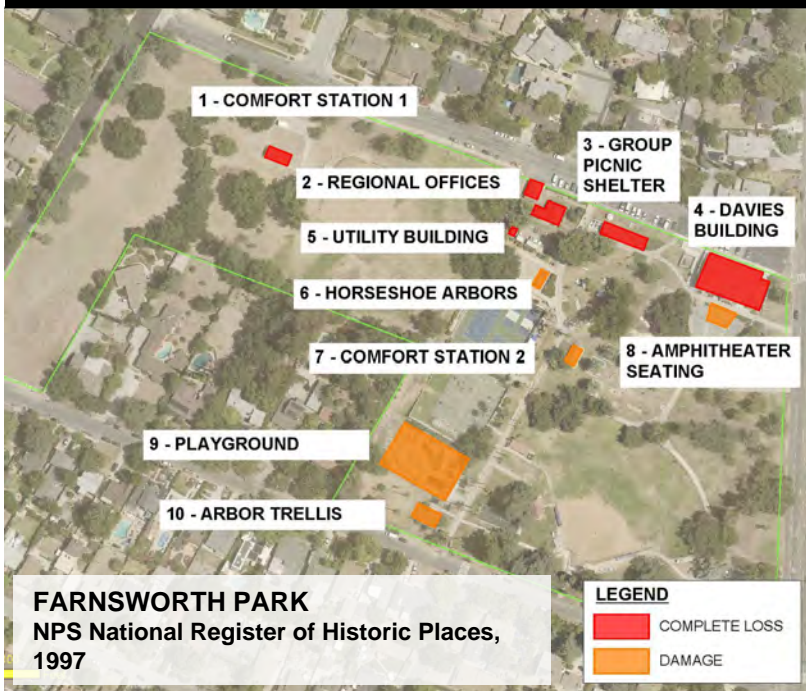 1 - COMFORT STATION 1
2 - REGIONAL OFFICES
3 - GROUP
PICNIC
SHELTER
4 - DAVIES
BUILDING
5 - UTILITY BUILDING
6 - HORSESHOE ARBORS
7 - COMFORT STATION 2
8 - AMPHITHEATER
SEATING
9 - PLAYGROUND
10 - ARBOR TRELLIS
FARNSWORTH PARK
NPS National Register of Historic Places,
1997
LEGEND
COMPLETE LOSS
DAMAGE